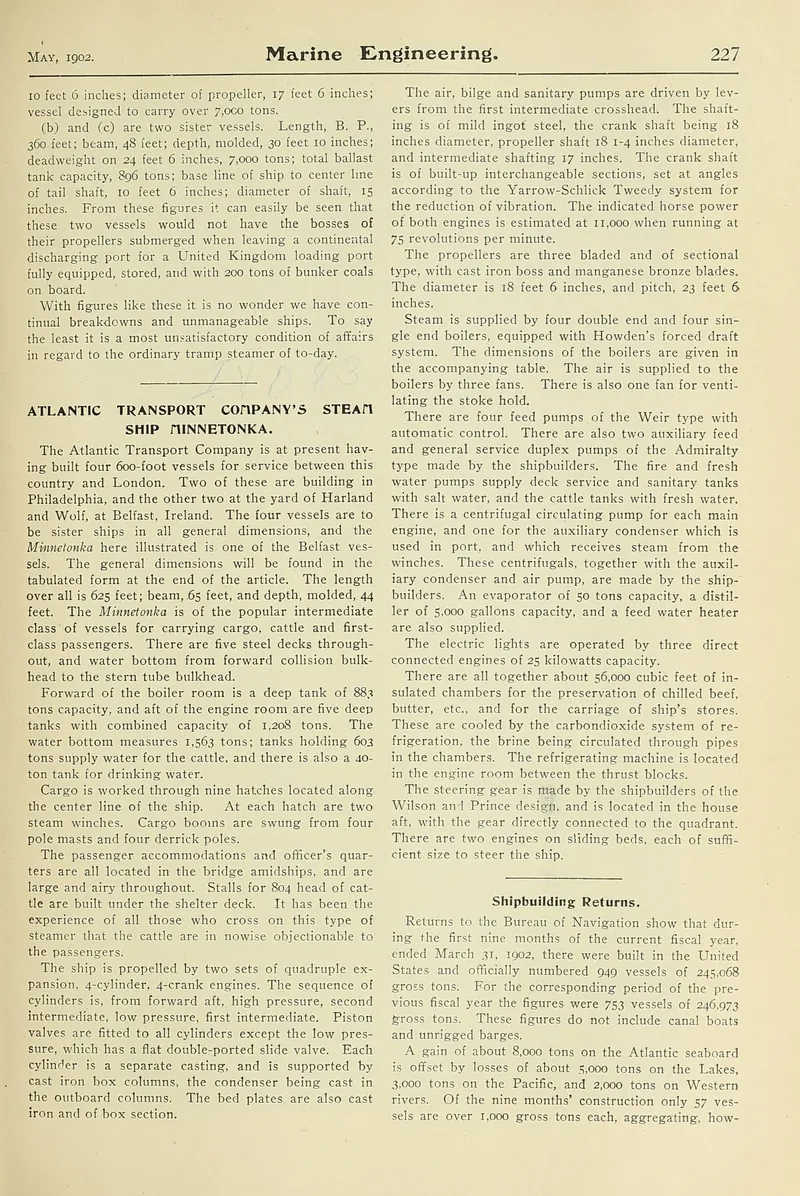 MAY, 1902.
Marine Engineering.
227
10 feet 6 inches; diameter of propeller, 17 feet 6 inches;
vessel designed to carry over 7,000 tons.
(b) and (c) are two sister vessels. Length, B. P.,
360 feet; beam, 48 feet; depth, molded, 30 feet 10 inches;
deadweight on 24 feet 6 inches, 7,000 tons; total ballast
tank capacity, 896 tons; base line of ship to center line
of tail shaft, 10 feet 6 inches; diameter of shaft, 15
inches. From these figures it can easily be seen that
these two vessels would not have the bosses of
their propellers submerged when leaving a continental
discharging port for a United Kingdom loading port
fully equipped, stored, and with 200 tons of bunker coals
on board.
With figures like these it is no wonder we have con-
tinual breakdowns and unmanageable ships. To say
the least it is a most unsatisfactory condition of affairs
in regard to the ordinary tramp steamer of to-day.
ATLANTIC TRANSPORT COMPANY'S STEAM
SHIP MINNETONKA.
The Atlantic Transport Company is at present hav-
ing built four 600-foot vessels for service between this
country and London. Two of these are building in
Philadelphia, and the other two at the yard of Harland
and Wolf, at Belfast, Ireland. The four vessels are to
be sister ships in all general dimensions, and the
Minnetonka here illustrated is one of the Belfast ves-
sels. The general dimensions will be found in the
tabulated form at the end of the article. The length
over all is 625 feet; beam, 65 feet, and depth, molded, 44
feet. The Minnetonka is of the popular intermediate
class of vessels for carrying cargo, cattle and first-
class passengers. There are five steel decks through-
out, and water bottom from forward collision bulk-
head to the stern tube bulkhead.
Forward of the boiler room is a deep tank of 883
tons capacity, and aft of the engine room are five deep
tanks with combined capacity of 1,208 tons. The
water bottom measures 1,563 tons; tanks holding 603
tons supply water for the cattle, and there is also a 40-
ton tank for drinking water.
Cargo is worked through nine hatches located along
the center line of the ship. At each hatch are two
steam winches. Cargo booms are swung from four
pole masts and four derrick poles.
The passenger accommodations and officer's quar-
ters are all located in the bridge amidships, and are
large and airy throughout. Stalls for 804 head of cat-
tle are built under the shelter deck. It has been the
experience of all those who cross on this type of
steamer that the cattle are in nowise objectionable to
the passengers.
The ship is propelled by two sets of quadruple ex-
pansion, 4-cylinder, 4-crank engines. The sequence of
cylinders is, from forward aft, high pressure, second
intermediate, low pressure, first intermediate. Piston
valves are fitted to all cylinders except the low pres-
sure, which has a flat double-ported slide valve. Each
cylinder is a separate casting, and is supported by
cast iron box columns, the condenser being cast in
the outboard columns. The bed plates are also cast
iron and of box section.
The air, bilge and sanitary pumps are driven by lev-
ers from the first intermediate crosshead. The shaft-
ing is of mild ingot steel, the crank shaft being 18
inches diameter, propeller shaft 18 1-4 inches diameter,
and intermediate shafting 17 inches. The crank shaft
is of built-up interchangeable sections, set at angles
according to the Yarrow-Schlick Tweedy system for
the reduction of vibration. The indicated horse power
of both engines is estimated at 11,000 when running at
75 revolutions per minute.
The propellers are three bladed and of sectional
type, with cast iron boss and manganese bronze blades.
The diameter is 18 feet 6 inches, and pitch, 23 feet 6
inches.
Steam is supplied by four double end and four sin-
gle end boilers, equipped with Howden's forced draft
system. The dimensions of the boilers are given in
the accompanying table. The air is supplied to the
boilers by three fans. There is also one fan for venti-
lating the stoke hold.
There are four feed pumps of the Weir type with
automatic control. There are also two auxiliary feed
and general service duplex pumps of the Admiralty
type made by the shipbuilders. The fire and fresh
water pumps supply deck service and sanitary tanks
with salt water, and the cattle tanks with fresh water.
There is a centrifugal circulating pump for each main
engine, and one for the auxiliary condenser which is
used in port, and which receives steam from the
winches. These centrifugals, together with the auxil-
iary condenser and air pump, are made by the ship-
builders. An evaporator of 50 tons capacity, a distil-
ler of 5,000 gallons capacity, and a feed water heater
are also supplied.
The electric lights are operated by three direct
connected engines of 25 kilowatts capacity.
There are all together about 56,000 cubic feet of in-
sulated chambers for the preservation of chilled beef,
butter, etc., and for the carriage of ship's stores.
These are cooled by the carbondioxide system of re-
frigeration, the brine being circulated through pipes
in the chambers. The refrigerating machine is located
in the engine room between the thrust blocks.
The steering gear is made by the shipbuilders of the
Wilson and Prince design, and is located in the house
aft, with the gear directly connected to the quadrant.
There are two engines on sliding beds, each of suffi-
cient size to steer the ship.
Shipbuilding Returns.
Returns to the Bureau of Navigation show that dur-
ing the first nine months of the current fiscal year,
ended March 31, 1902, there were built in the United
States and officially numbered 949 vessels of 245,068
gross tons. For the corresponding period of the pre-
vious fiscal year the figures were 753 vessels of 246,973
gross tons. These figures do not include canal boats
and unrigged barges.
A gain of about 8,000 tons on the Atlantic seaboard
is offset by losses of about 5,000 tons on the Lakes,
3,000 tons on the Pacific, and 2,000 tons on Western
rivers. Of the nine months' construction only 57 ves-
sels are over 1,000 gross tons each, aggregating, how-